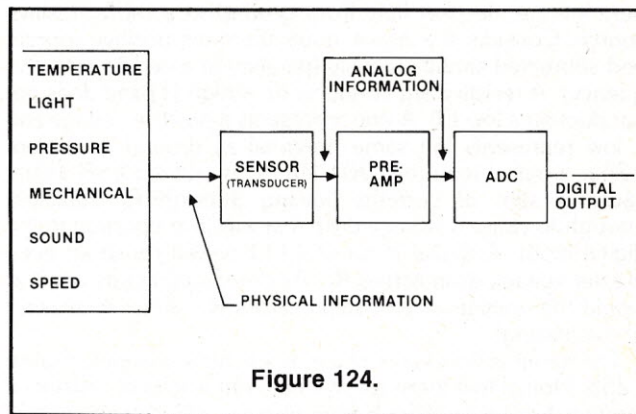 TEMPERATURE
LIGHT
PRESSURE
MECHANICAL
SOUND
SPEED
ANALOG
INFORMATION
SENSOR
(TRANSDUCER)
PRE-
AMP
ADC
DIGITAL
OUTPUT
PHYSICAL INFORMATION
Figure 124.